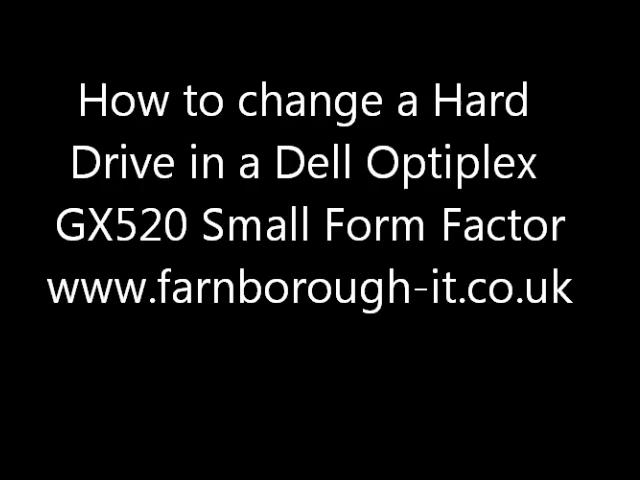 How to change a Hard
Drive in a Dell Optiplex
GX520 Small Form Factor
www.farnborough-it.co.uk